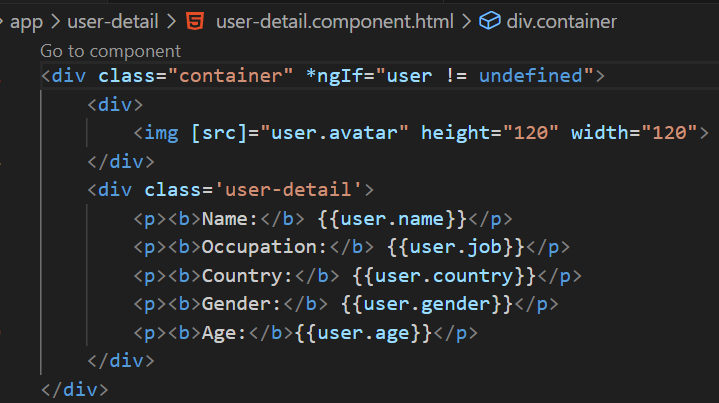 app > user-detail > user-detail.component.html > div.container
Go to component
<div class="container" *ngIf="user != undefined">
<div>
<img [src]="user.avatar" height="120" width="120">
</div>
<div class='user-detail'>
<p><b>Name:</b> {{user.name}}</p>
<p><b>Occupation:</b> {{user.job}}</p>
<p><b>Country:</b> {{user.country}}</p>
<p><b>Gender:</b> {{user.gender}}</p>
<p><b>Age:</b>{{user.age}}</p>
</div>
</div>